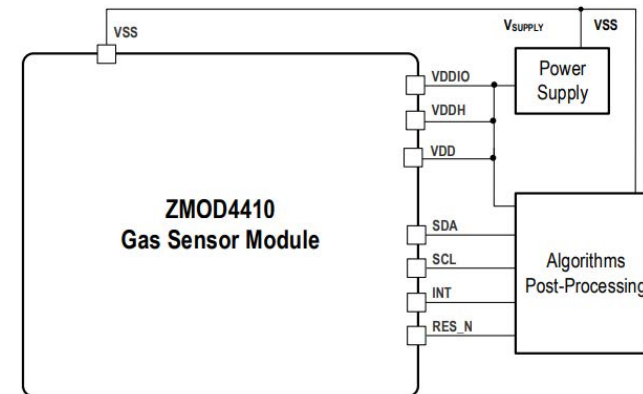 VSS
VSUPPLY
VSS
VDDIO
Power
Supply
VDDH
VDD
ZMOD4410
Gas Sensor Module
SDA
SCL
Algorithms
Post-Processing
INT
RES_N